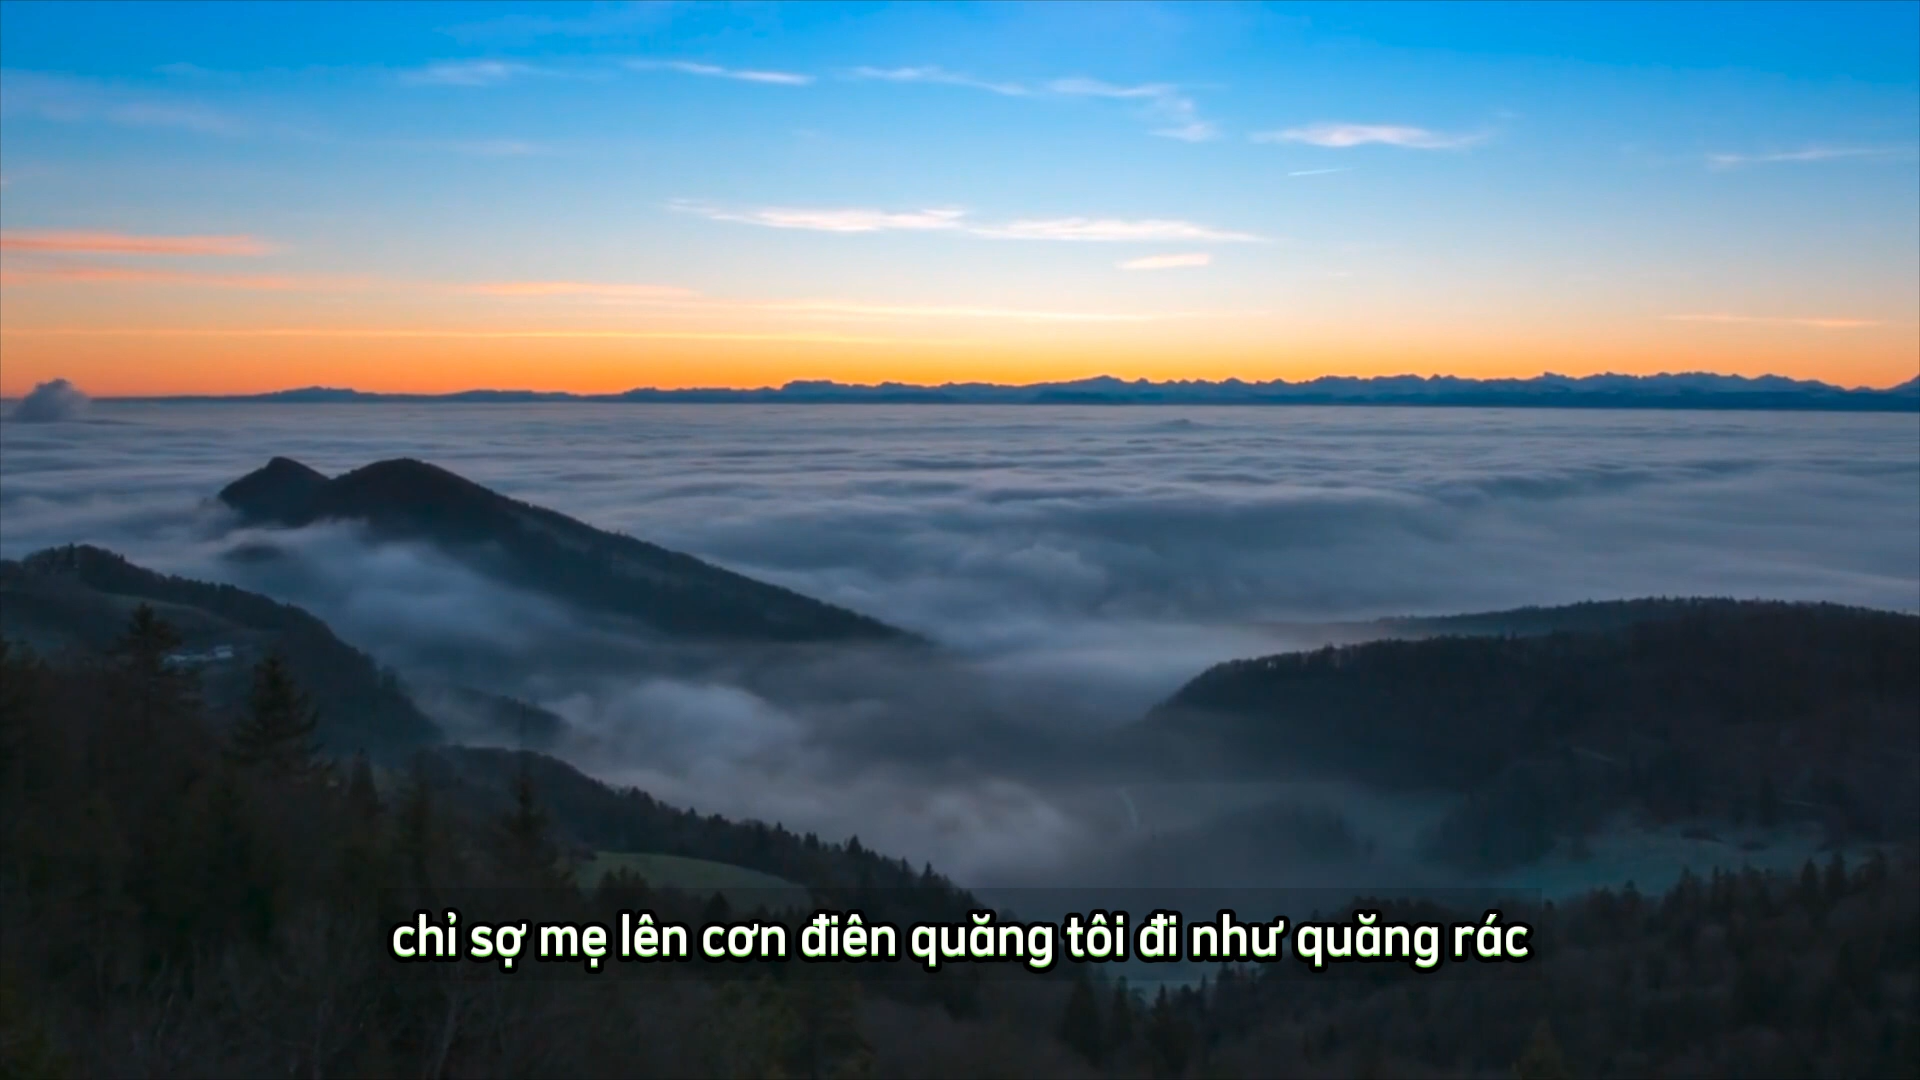 chỉ sợ mẹ lên cơn điên quăng tôi đi như quăng rác